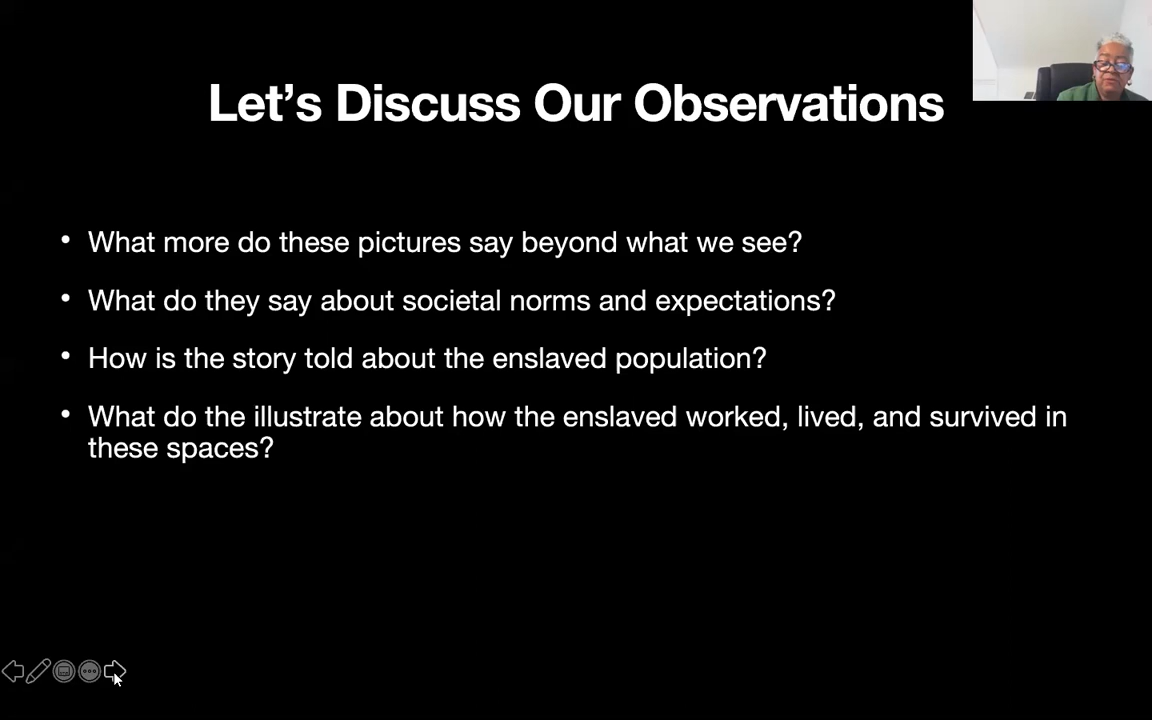 Let's Discuss Our Observations
• What more do these pictures say beyond what we see?
• What do they say about societal norms and expectations?
• How is the story told about the enslaved population?
• What do the illustrate about how the enslaved worked, lived, and survived in
these spaces?